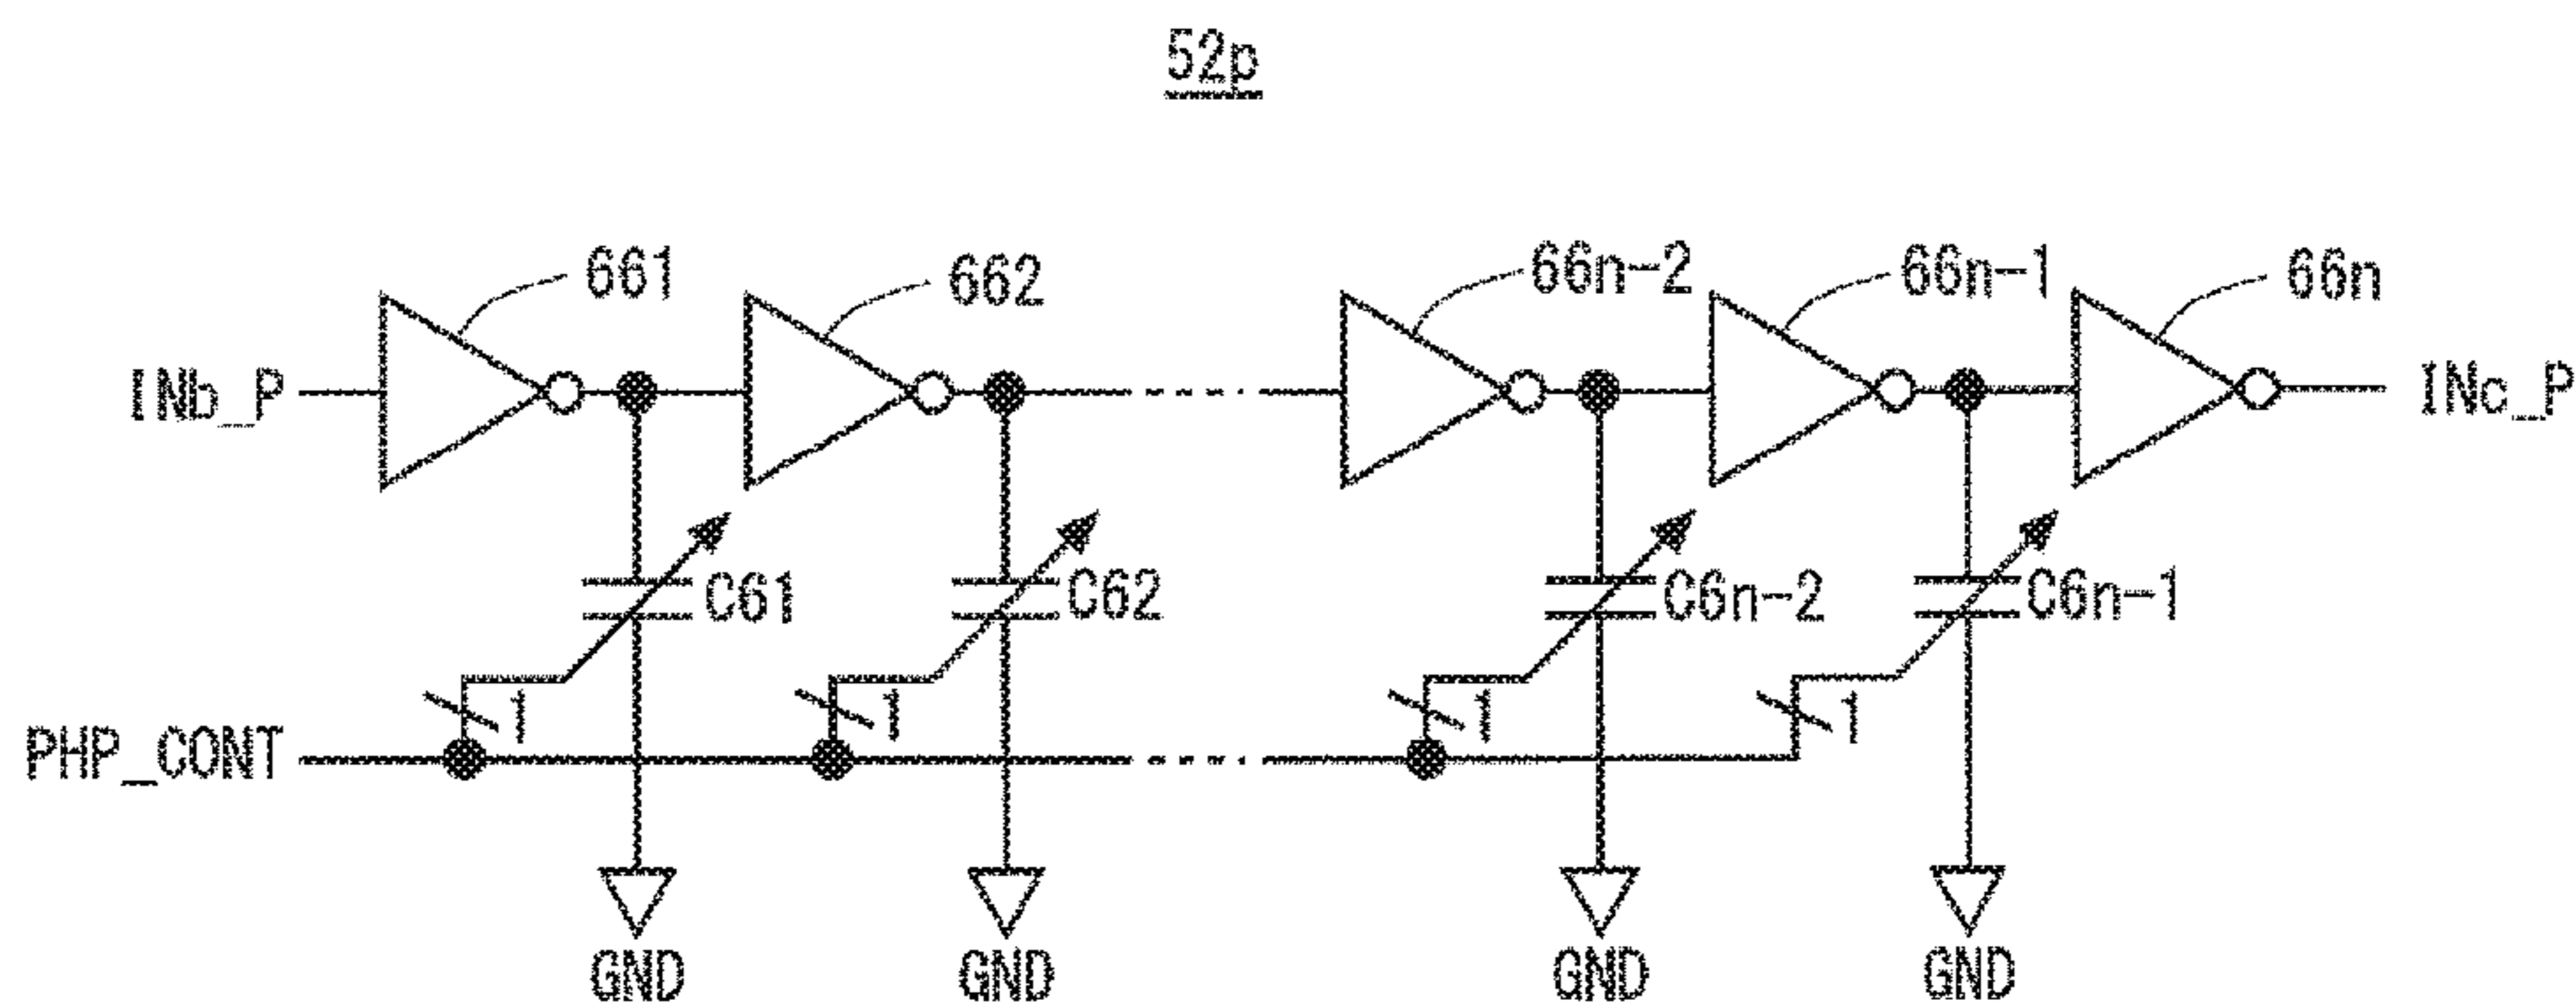 52p
661
662
66n-2
66n-1
66n
INb_P
INc_P
C61
C62
C6n-2
C6n-1
1
1
1
1
PHP_CONT
GND
GND
GND
GND